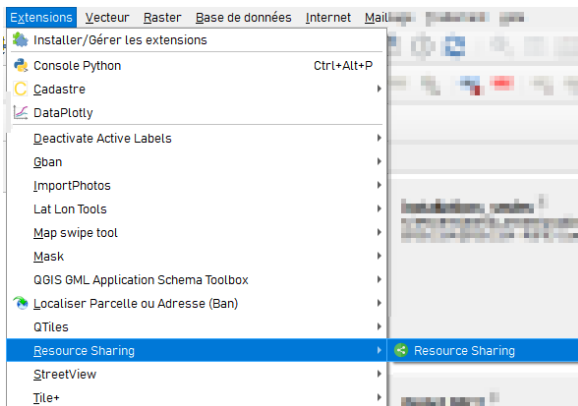 Extensions Vecteur Raster Base de données Internet
Installer/Gérer les extensions
Console Python Ctrl+Alt+P
Cadastre
DataPlotly
Deactivate Active Labels
Gban
ImportPhotos
Lat Lon Tools
Map swipe tool
Mask
QGIS GML Application Schema Toolbox
Localiser Parcelle ou Adresse (Ban)
QTiles
Resource Sharing Resource Sharing
StreetView
Tile+